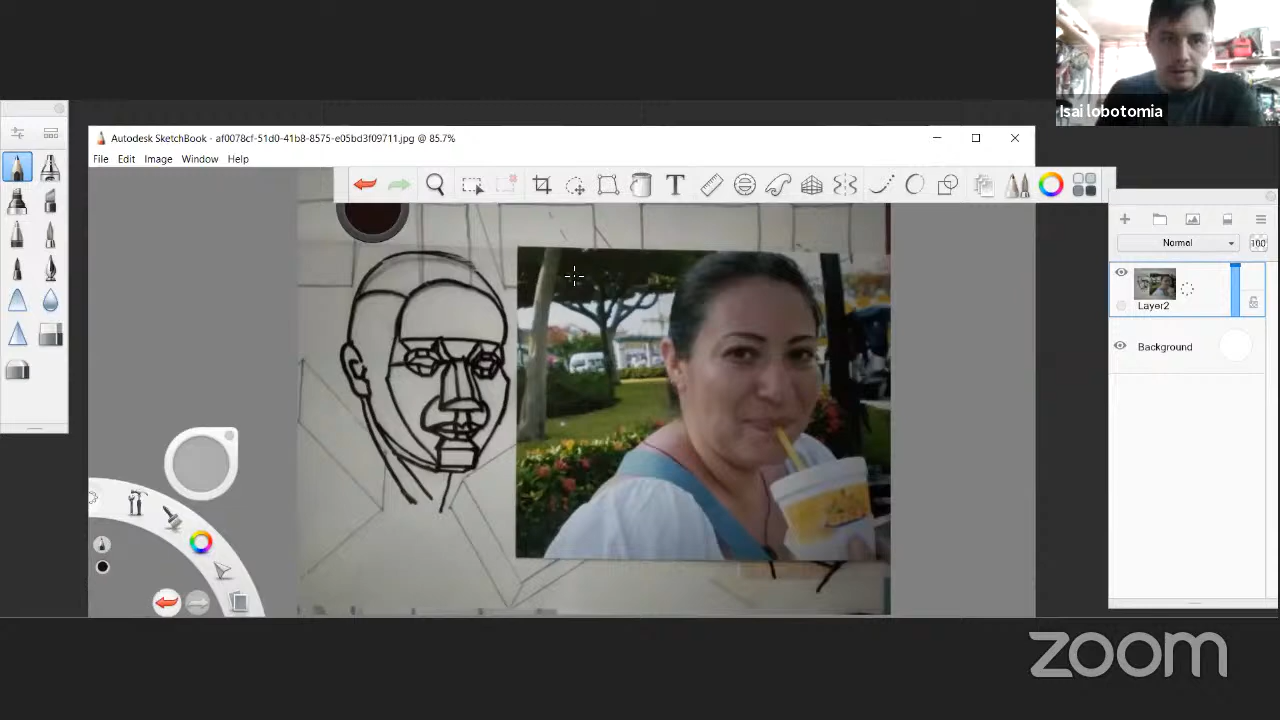 Isai lobotomia
Autodesk SketchBook - af0078cf-51d0-41b8-8575-e05bd3f09711.jpg @ 85.7%
File Edit Image Window Help
T
Normal
100
Layer2
Background
zoom